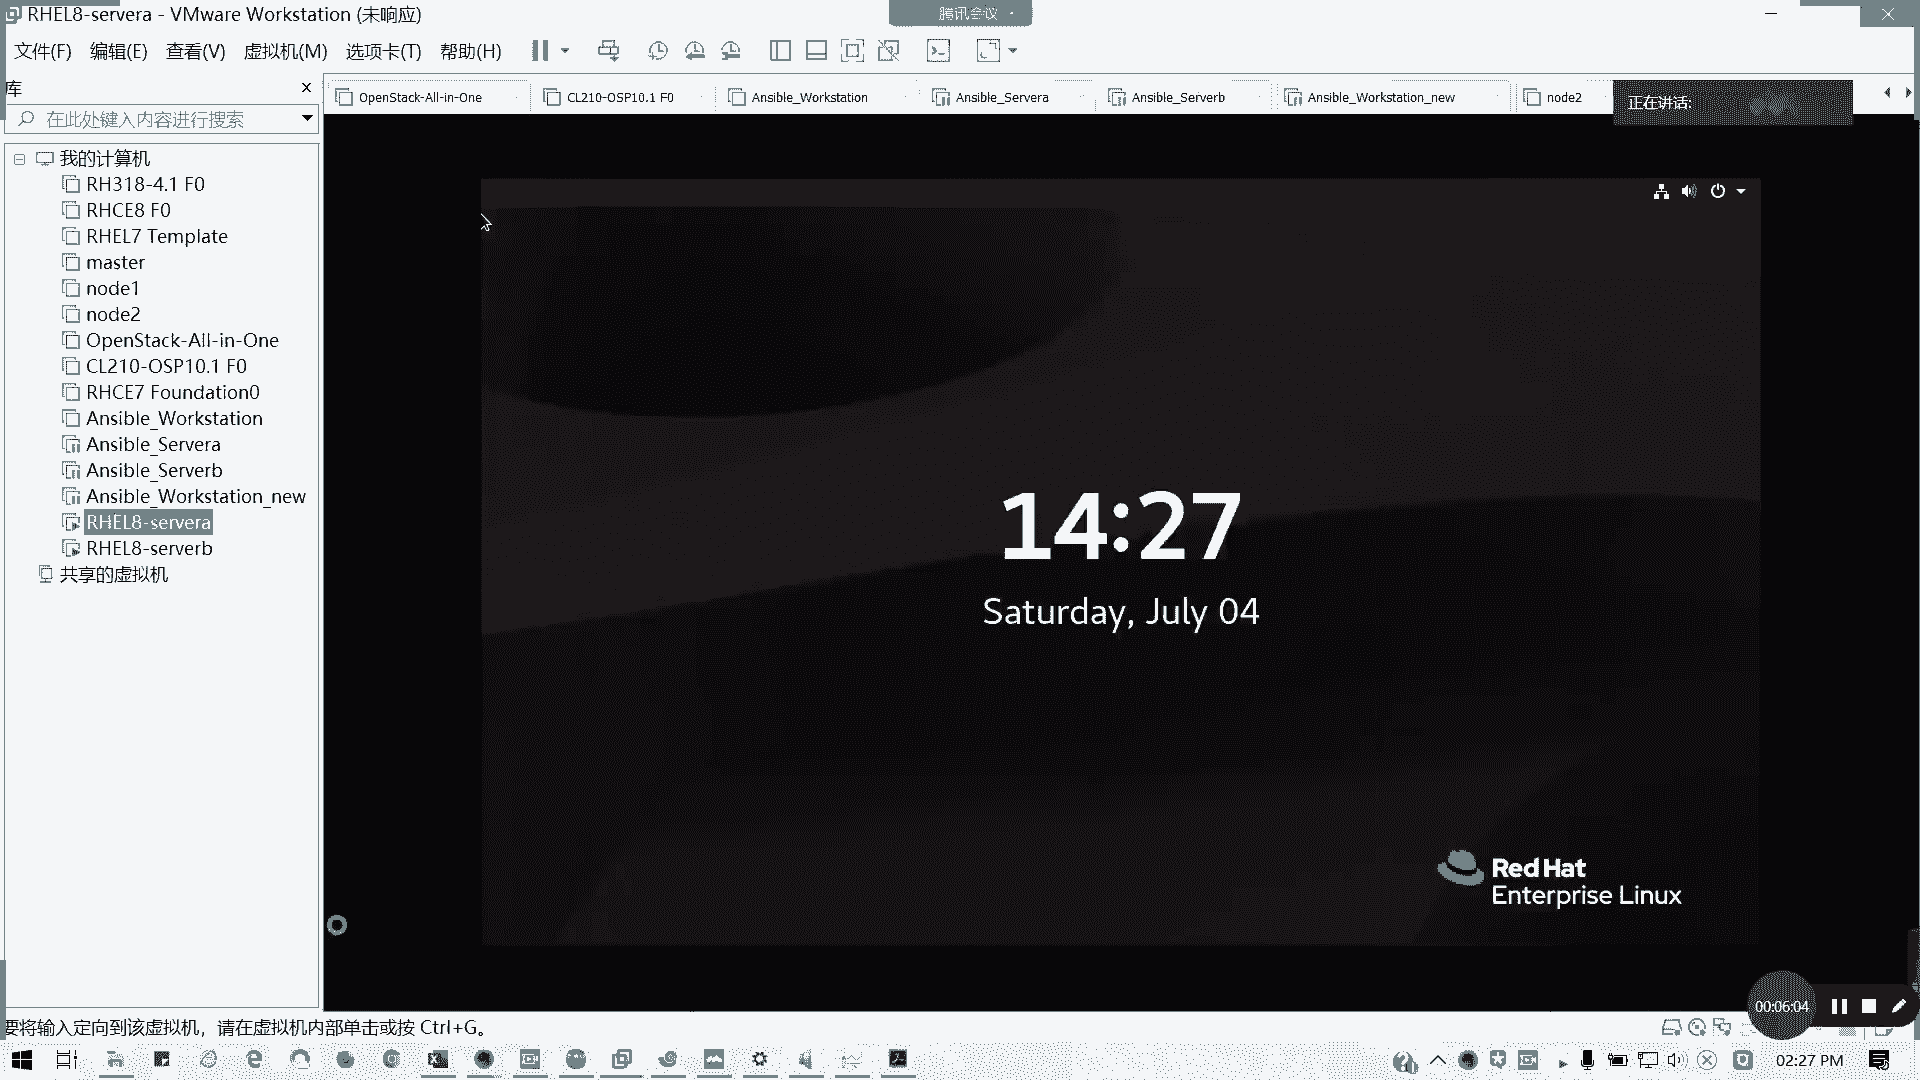 RHEL8-servera - VMware Workstation (未响应)
腾讯会议
文件(F) 编辑(E) 查看(V) 虚拟机(M) 选项卡(T) 帮助(H)
库
OpenStack-All-in-One
CL210-OSP10.1 F0
Ansible_Workstation
Ansible_Servera
Ansible_Serverb
Ansible_Workstation_new
node2
正在讲话:
在此处键入内容进行搜索
我的计算机
RH318-4.1 F0
RHCE8 F0
RHEL7 Template
master
node1
node2
OpenStack-All-in-One
CL210-OSP10.1 F0
RHCE7 Foundation0
Ansible_Workstation
Ansible_Servera
Ansible_Serverb
Ansible_Workstation_new
RHEL8-servera
RHEL8-serverb
共享的虚拟机
14:27
Saturday, July 04
Red Hat
Enterprise Linux
00:06:04
要将输入定向到该虚拟机，请在虚拟机内部单击或按 Ctrl+G。
02:27 PM